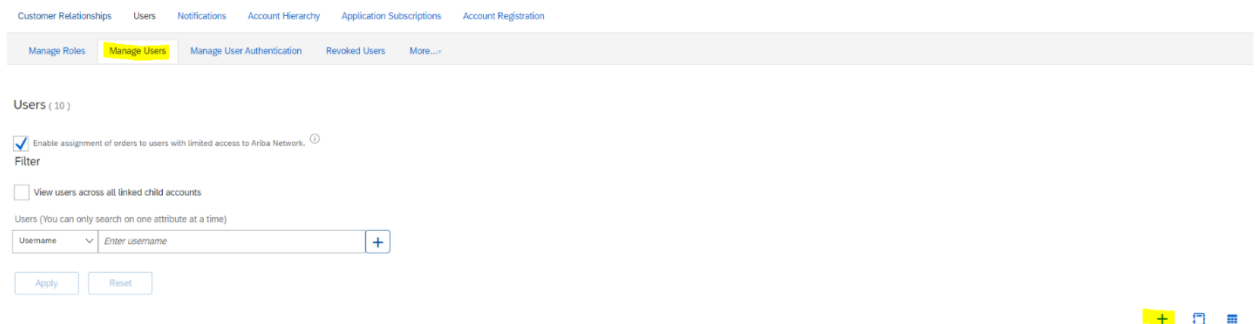 Customer Relationships Users Notifications Account Hierarchy Application Subscriptions Account Registration
Manage Roles Manage Users Manage User Authentication Revoked Users More...
Users ( 10 )
Enable assignment of orders to users with limited access to Ariba Network.
Filter
View users across all linked child accounts
Users (You can only search on one attribute at a time)
Username Enter username +
Apply Reset
+